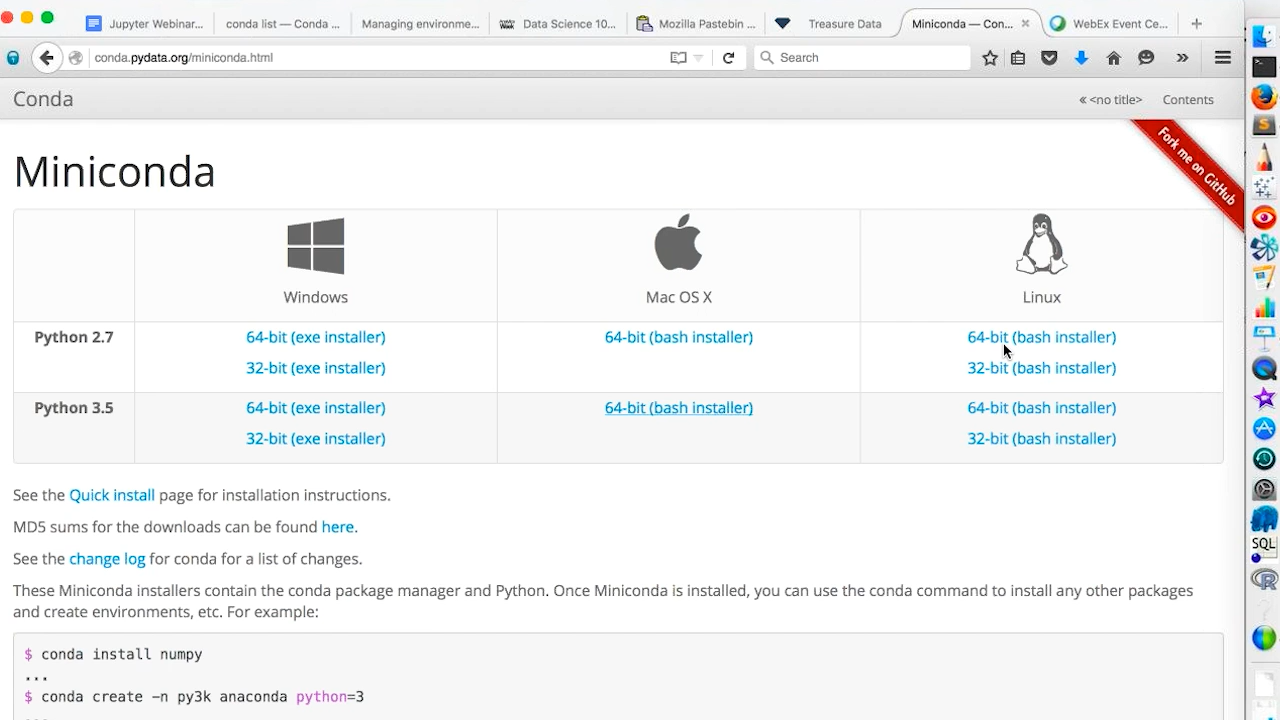 Jupyter Webinar...
conda list — Conda ...
Managing environme...
Data Science 10...
Mozilla Pastebin ...
Treasure Data
Miniconda — Con...
WebEx Event Ce...
conda.pydata.org/miniconda.html
Search
Conda
« <no title>
Contents
Fork me on GitHub
Miniconda
Windows
Mac OS X
Linux
Python 2.7
64-bit (exe installer)
64-bit (bash installer)
64-bit (bash installer)
32-bit (exe installer)
32-bit (bash installer)
Python 3.5
64-bit (exe installer)
64-bit (bash installer)
64-bit (bash installer)
32-bit (exe installer)
32-bit (bash installer)
See the Quick install page for installation instructions.
MD5 sums for the downloads can be found here.
See the change log for conda for a list of changes.
These Miniconda installers contain the conda package manager and Python. Once Miniconda is installed, you can use the conda command to install any other packages
and create environments, etc. For example:
$ conda install numpy
...
$ conda create -n py3k anaconda python=3
...
SQL